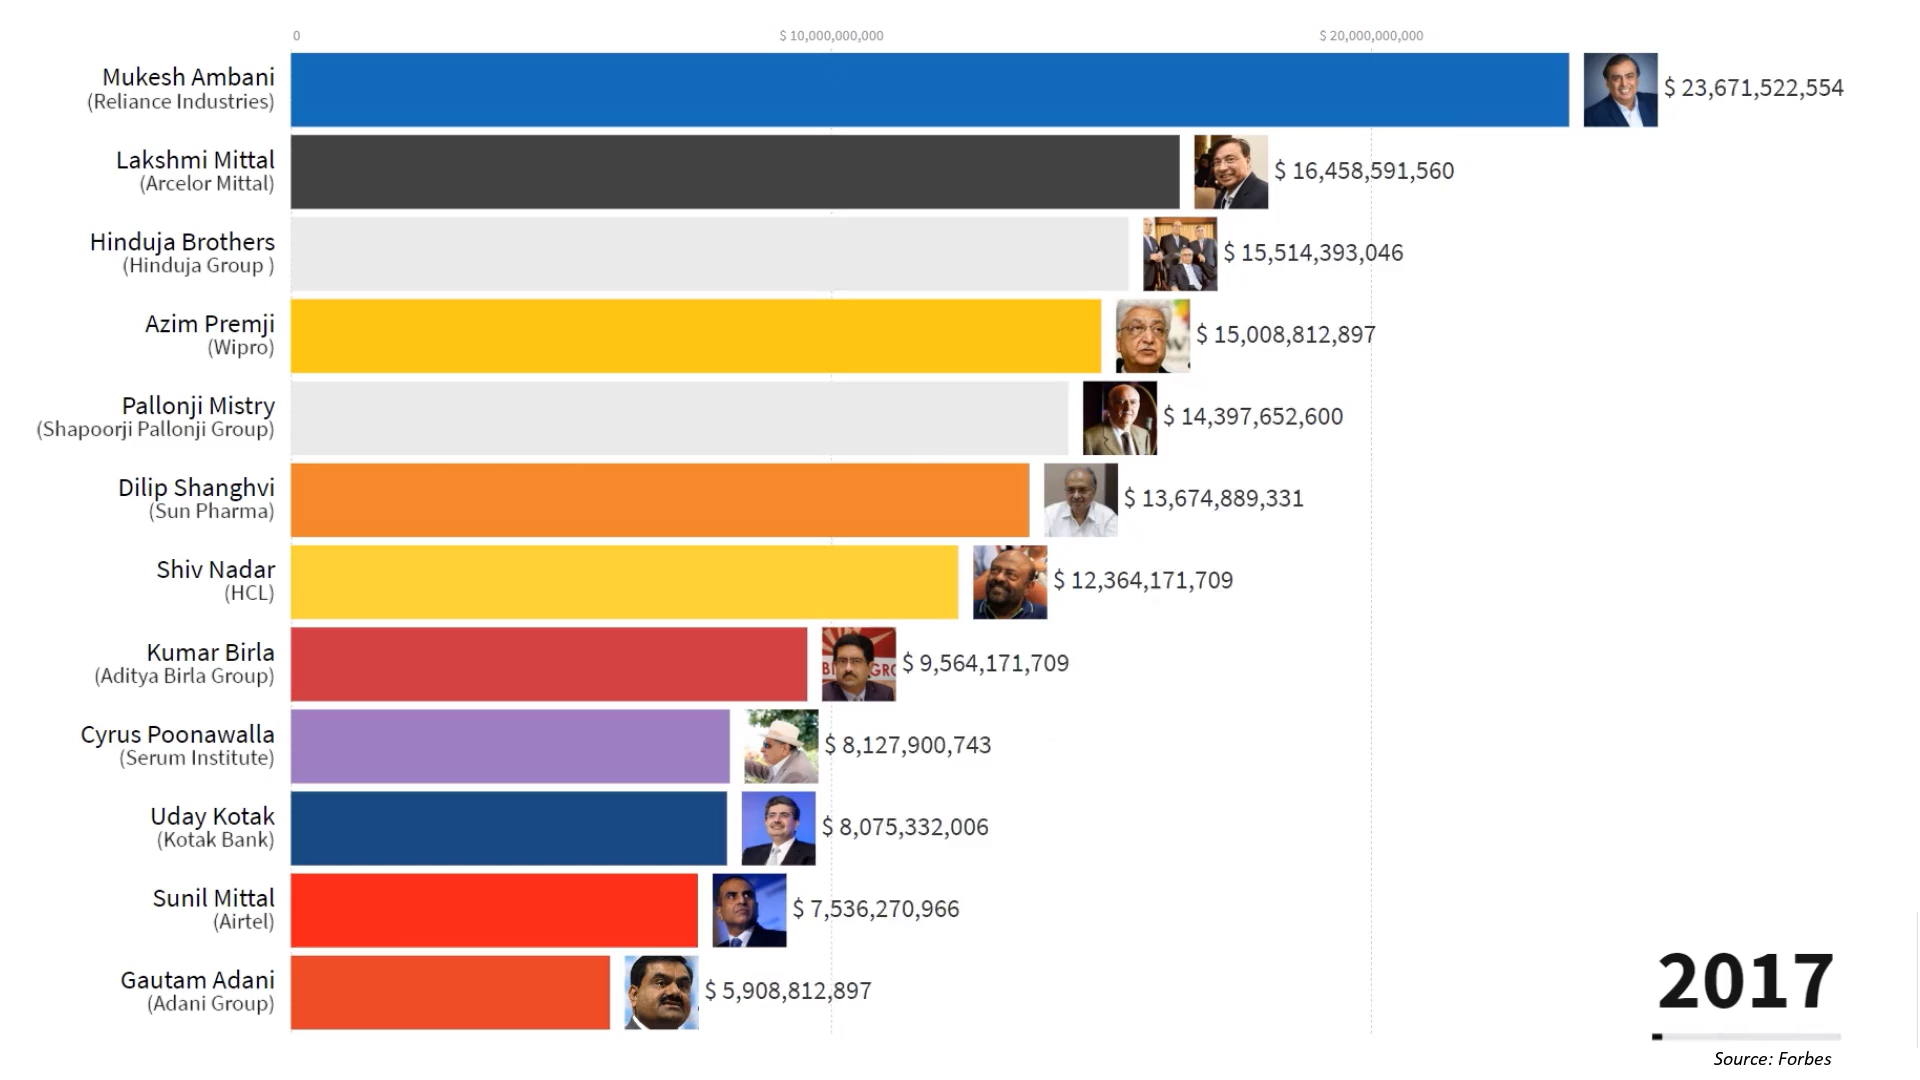 0 $ 10,000,000,000 $ 20,000,000,000
Mukesh Ambani
(Reliance Industries)
$ 23,671,522,554
Lakshmi Mittal
(Arcelor Mittal)
$ 16,458,591,560
Hinduja Brothers
(Hinduja Group )
$ 15,514,393,046
Azim Premji
(Wipro)
$ 15,008,812,897
Pallonji Mistry
(Shapoorji Pallonji Group)
$ 14,397,652,600
Dilip Shanghvi
(Sun Pharma)
$ 13,674,889,331
Shiv Nadar
(HCL)
$ 12,364,171,709
Kumar Birla
(Aditya Birla Group)
$ 9,564,171,709
Cyrus Poonawalla
(Serum Institute)
$ 8,127,900,743
Uday Kotak
(Kotak Bank)
$ 8,075,332,006
Sunil Mittal
(Airtel)
$ 7,536,270,966
Gautam Adani
(Adani Group)
$ 5,908,812,897
2017
Source: Forbes